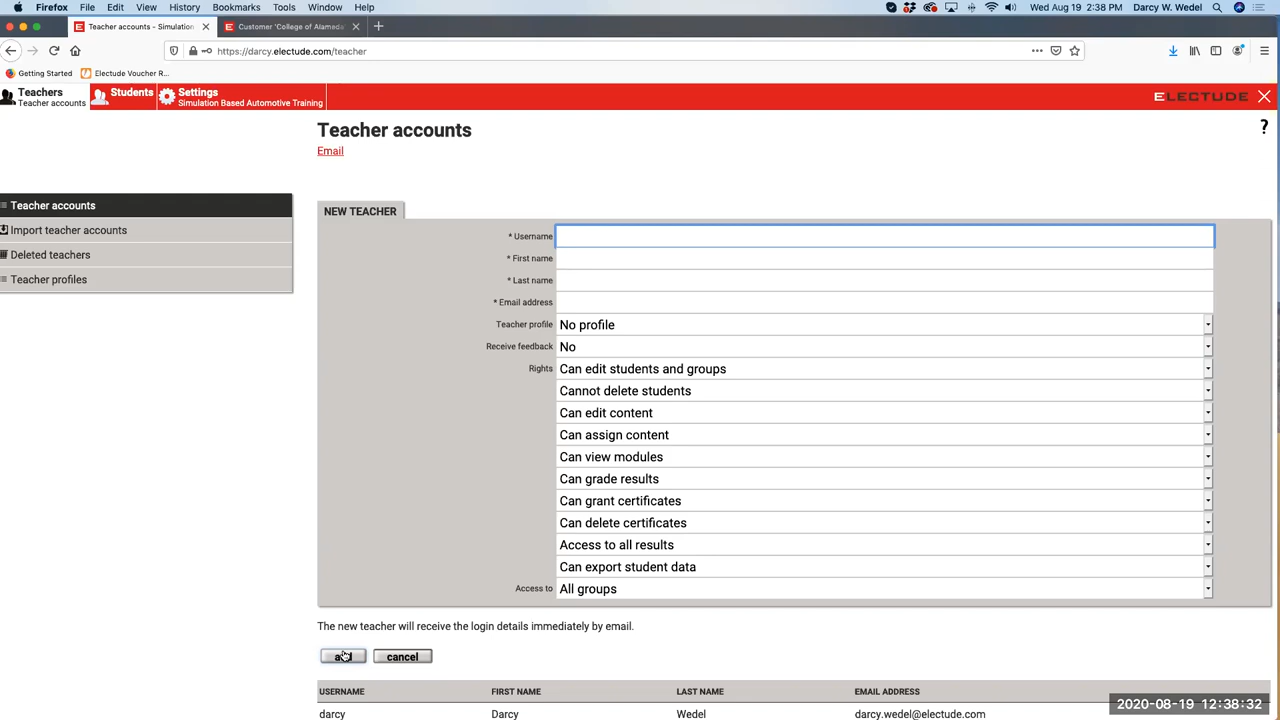 Firefox File Edit View History Bookmarks Tools Window Help Wed Aug 19 2:38 PM Darcy W. Wedel
Teacher accounts - Simulation Customer 'College of Alameda'
https://darcy.electude.com/teacher
Getting Started Electude Voucher R...
Teachers
Teacher accounts
Students
Settings
Simulation Based Automotive Training
ELECTUDE
Teacher accounts
Email
?
Teacher accounts
Import teacher accounts
Deleted teachers
Teacher profiles
NEW TEACHER
* Username
* First name
* Last name
* Email address
Teacher profile No profile
Receive feedback No
Rights Can edit students and groups
Cannot delete students
Can edit content
Can assign content
Can view modules
Can grade results
Can grant certificates
Can delete certificates
Access to all results
Can export student data
Access to All groups
The new teacher will receive the login details immediately by email.
cancel
USERNAME FIRST NAME LAST NAME EMAIL ADDRESS
darcy Darcy Wedel darcy.wedel@electude.com
2020-08-19 12:38:32